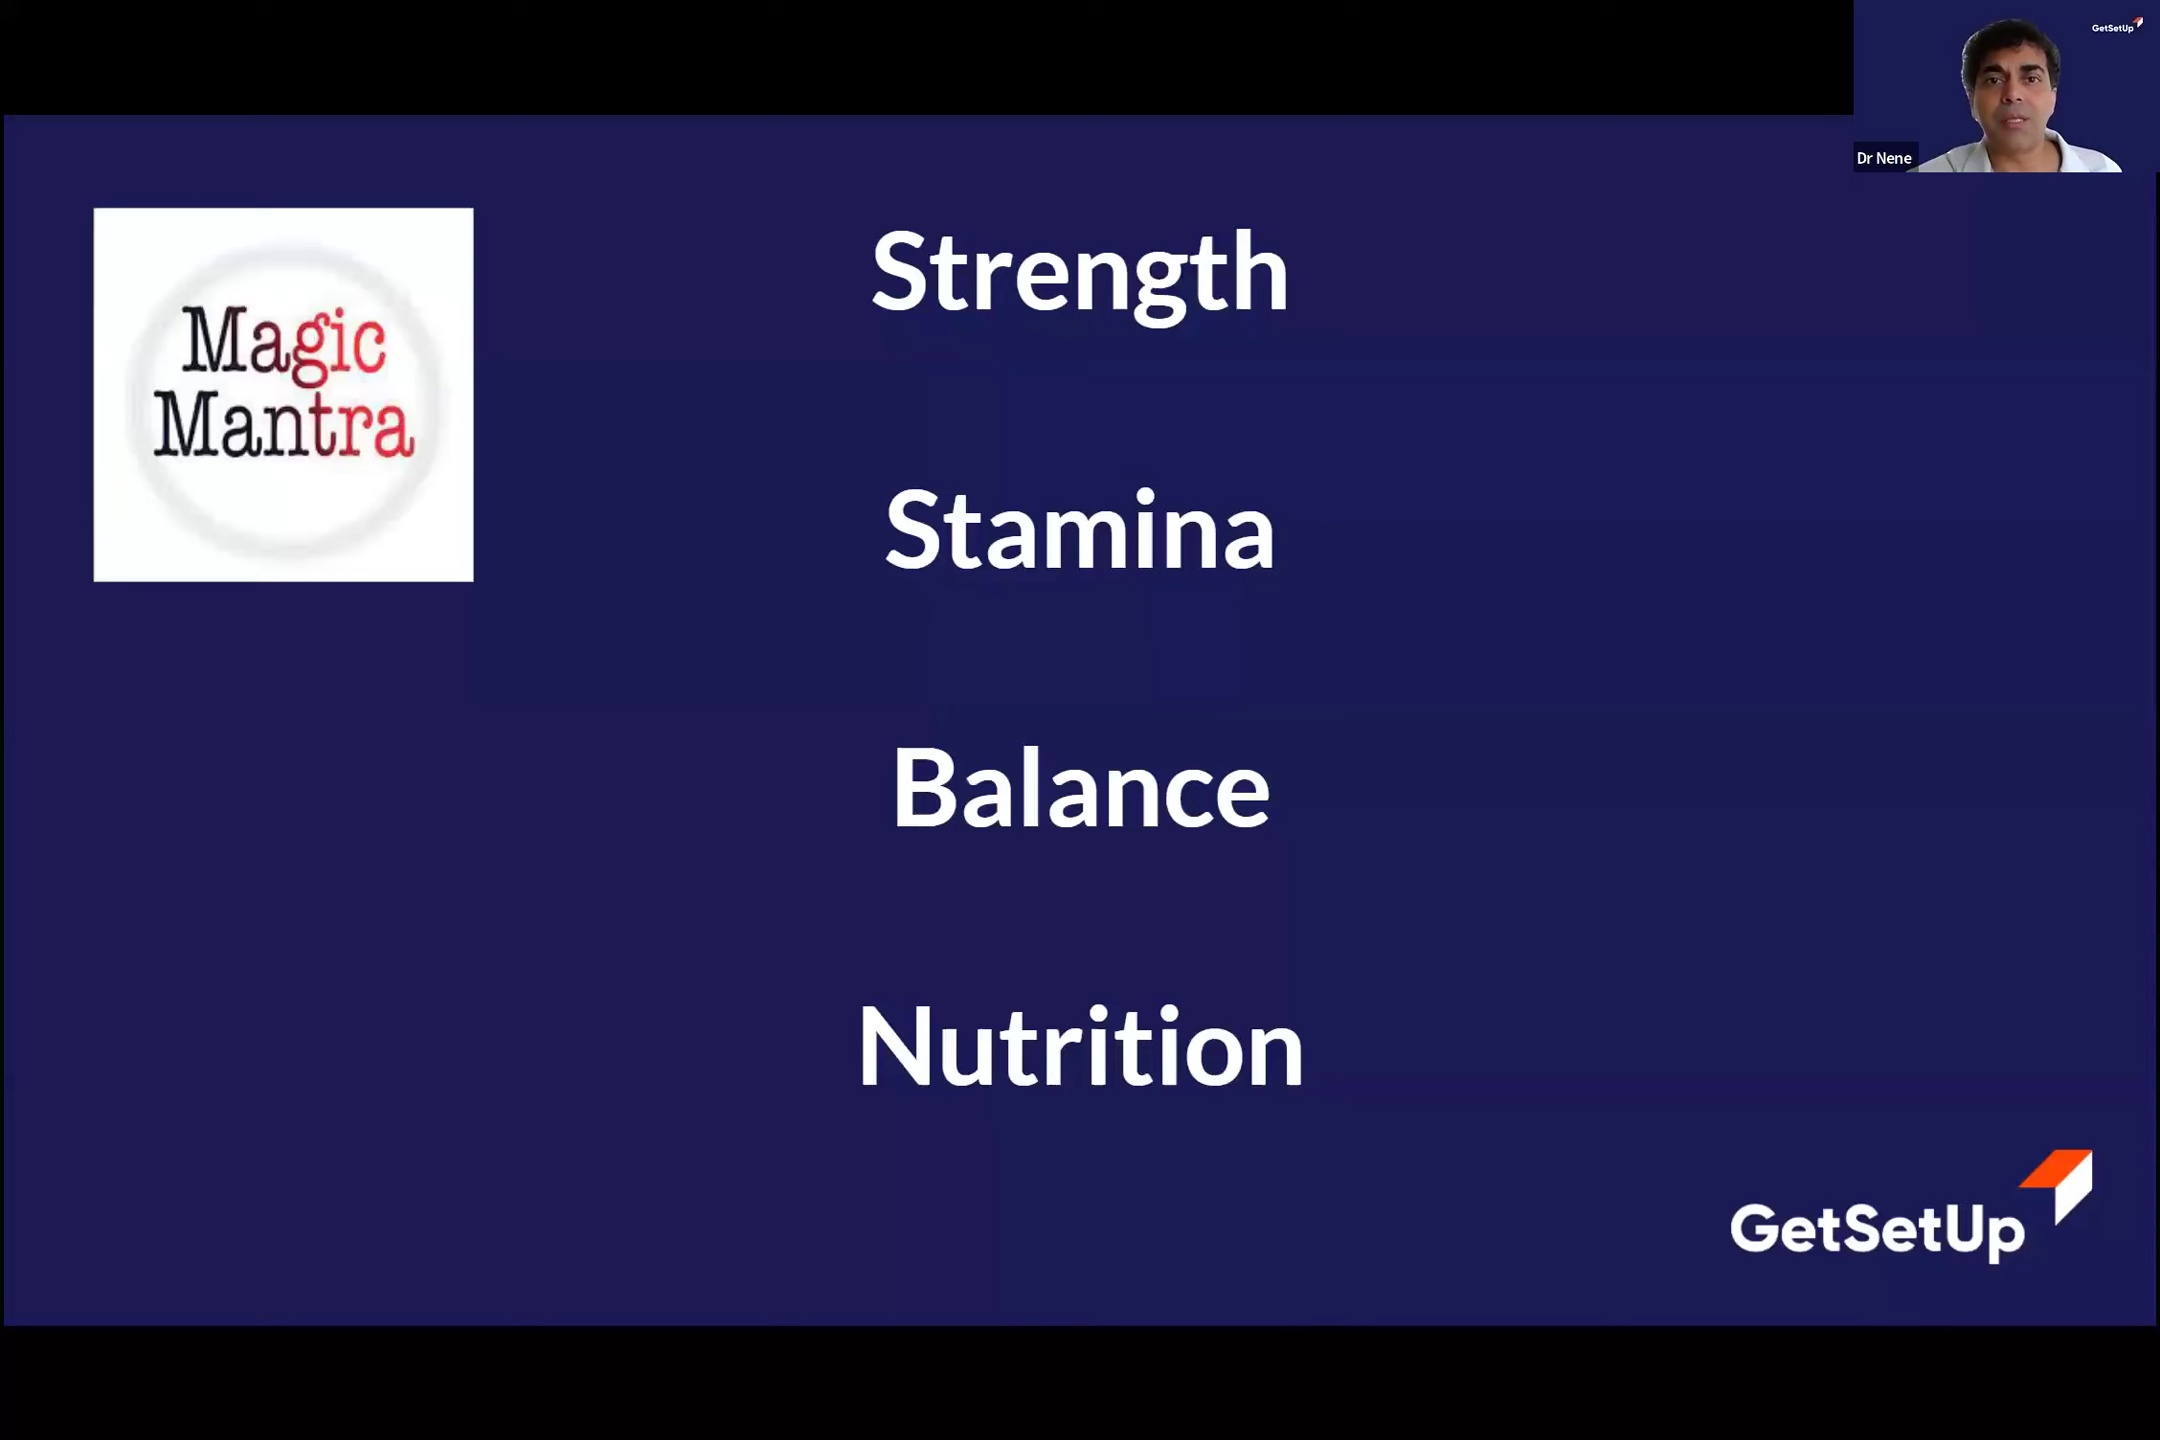 GetSetUp
Dr Nene
Magic
Mantra
Strength
Stamina
Balance
Nutrition
GetSetUp